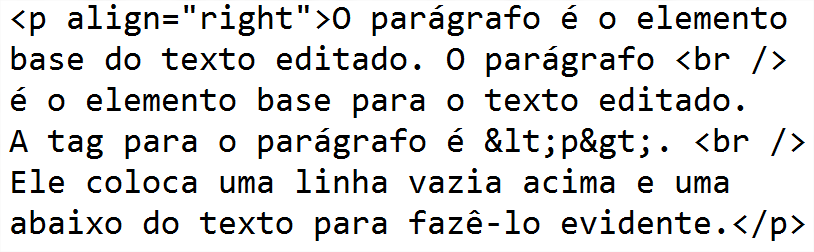 <p align="right">O parágrafo é o elemento
base do texto editado. O parágrafo <br />
é o elemento base para o texto editado.
A tag para o parágrafo é &lt;p&gt;. <br />
Ele coloca uma linha vazia acima e uma
abaixo do texto para fazê-lo evidente.</p>